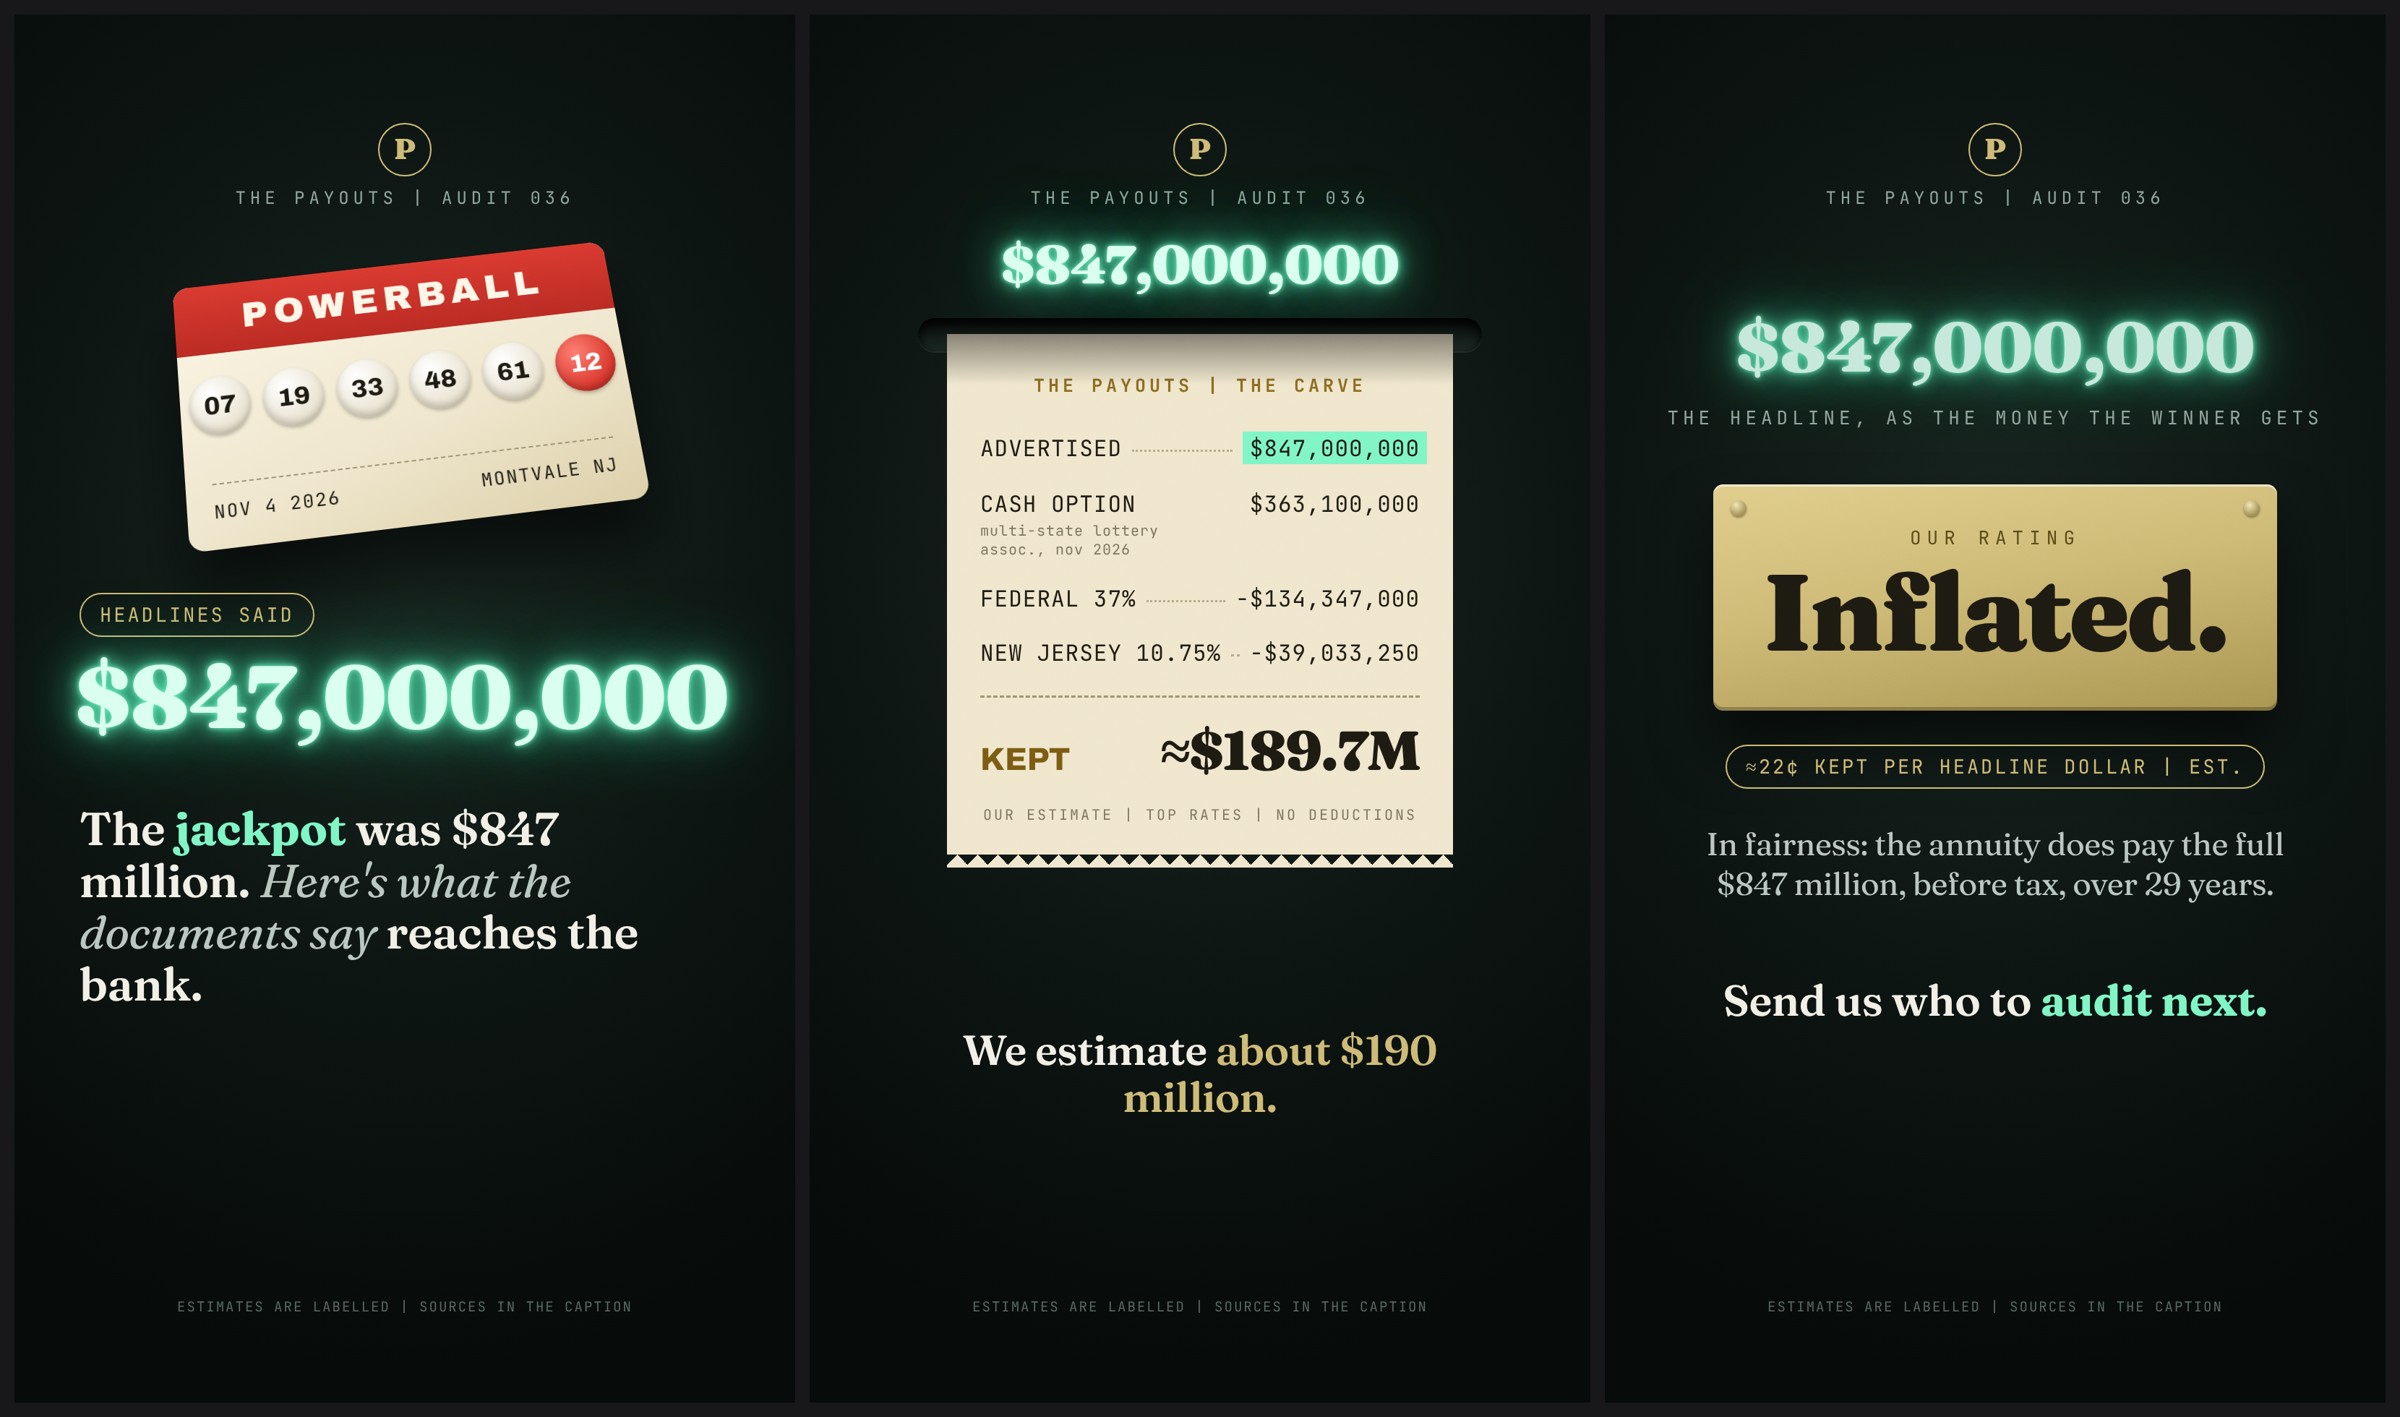 P
THE PAYOUTS | AUDIT 036
POWERBALL
07 19 33 48 61 12
NOV 4 2026 MONTVALE NJ
HEADLINES SAID
$847,000,000
The jackpot was $847
million. Here's what the
documents say reaches the
bank.
ESTIMATES ARE LABELLED | SOURCES IN THE CAPTION
P
THE PAYOUTS | AUDIT 036
$847,000,000
THE PAYOUTS | THE CARVE
ADVERTISED $847,000,000
CASH OPTION $363,100,000
multi-state lottery
assoc., nov 2026
FEDERAL 37% -$134,347,000
NEW JERSEY 10.75% -$39,033,250
KEPT ≈$189.7M
OUR ESTIMATE | TOP RATES | NO DEDUCTIONS
We estimate about $190
million.
ESTIMATES ARE LABELLED | SOURCES IN THE CAPTION
P
THE PAYOUTS | AUDIT 036
$847,000,000
THE HEADLINE, AS THE MONEY THE WINNER GETS
OUR RATING
Inflated.
≈22¢ KEPT PER HEADLINE DOLLAR | EST.
In fairness: the annuity does pay the full
$847 million, before tax, over 29 years.
Send us who to audit next.
ESTIMATES ARE LABELLED | SOURCES IN THE CAPTION